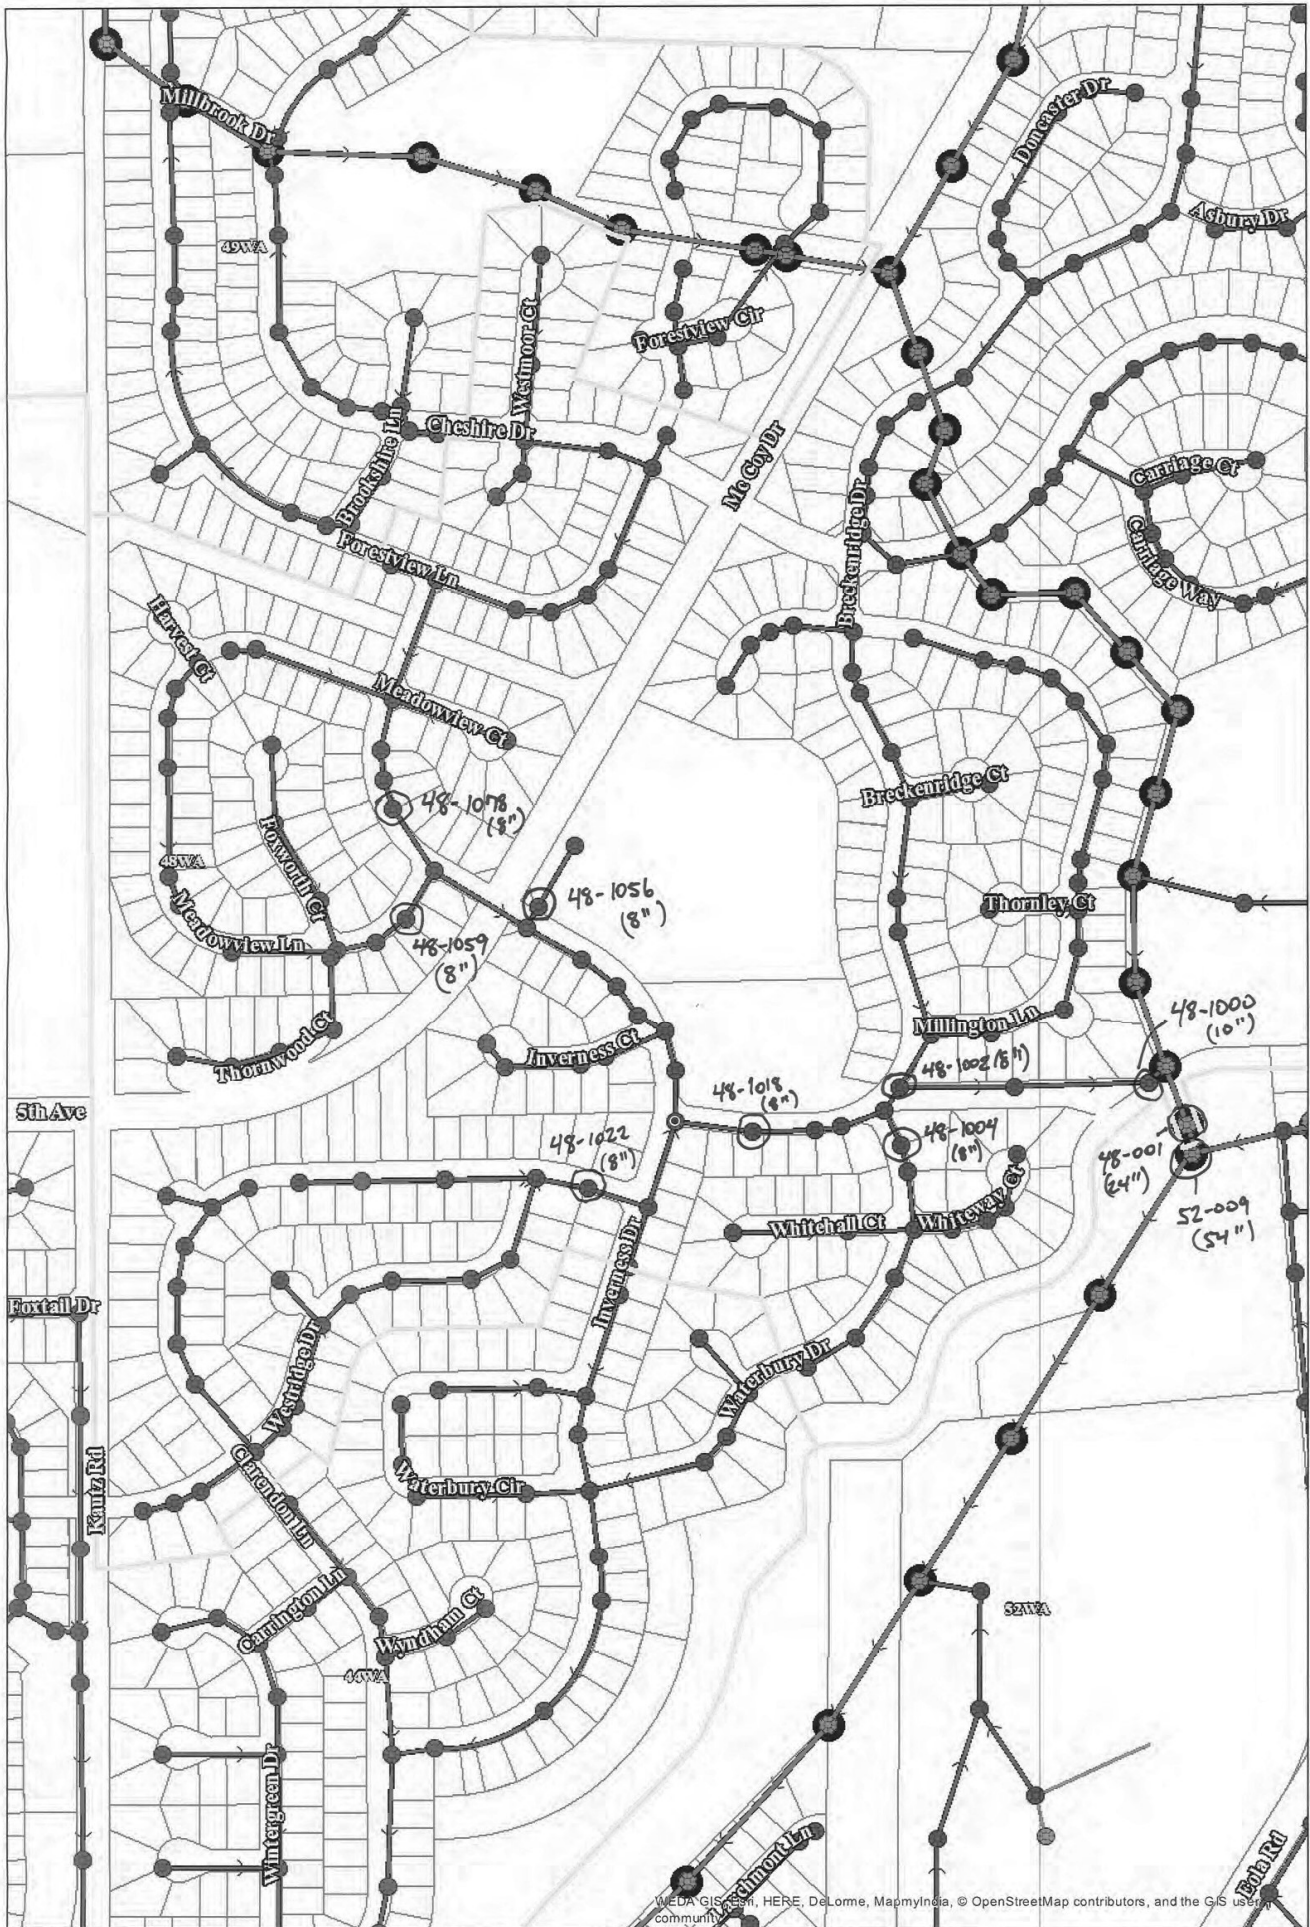 Millbrook Dr
Doncaster Dr
Asbury Dr
49WA
Westmoor Ct
Forestview Cir
Cheshire Dr
Brookshire Ln
Mc Coy Dr
Carriage Ct
Breckenridge Dr
Carriage Way
Forestview Ln
Harvest Ct
Meadowview Ct
Breckenridge Ct
48-1078
(8")
Foxworth Ct
48WA
48-1056
(8")
Thornley Ct
Meadowview Ln
48-1059
(8")
Millington Ln
48-1000
(10")
Thornwood Ct
Inverness Ct
48-1002 (8")
5th Ave
48-1018
(8")
48-1022
(8")
48-1004
(8")
48-001
(24")
52-009
(54")
Whitehall Ct
Whiteway Ct
Inverness Dr
Foxtail Dr
Westridge Dr
Waterbury Dr
Kautz Rd
Clarendon Ln
Waterbury Cir
Carrington Ln
Wyndham Ct
52WA
44WA
Wintergreen Dr
Eola Rd
WEDA GIS, Esri, HERE, DeLorme, MapmyIndia, © OpenStreetMap contributors, and the GIS user
community